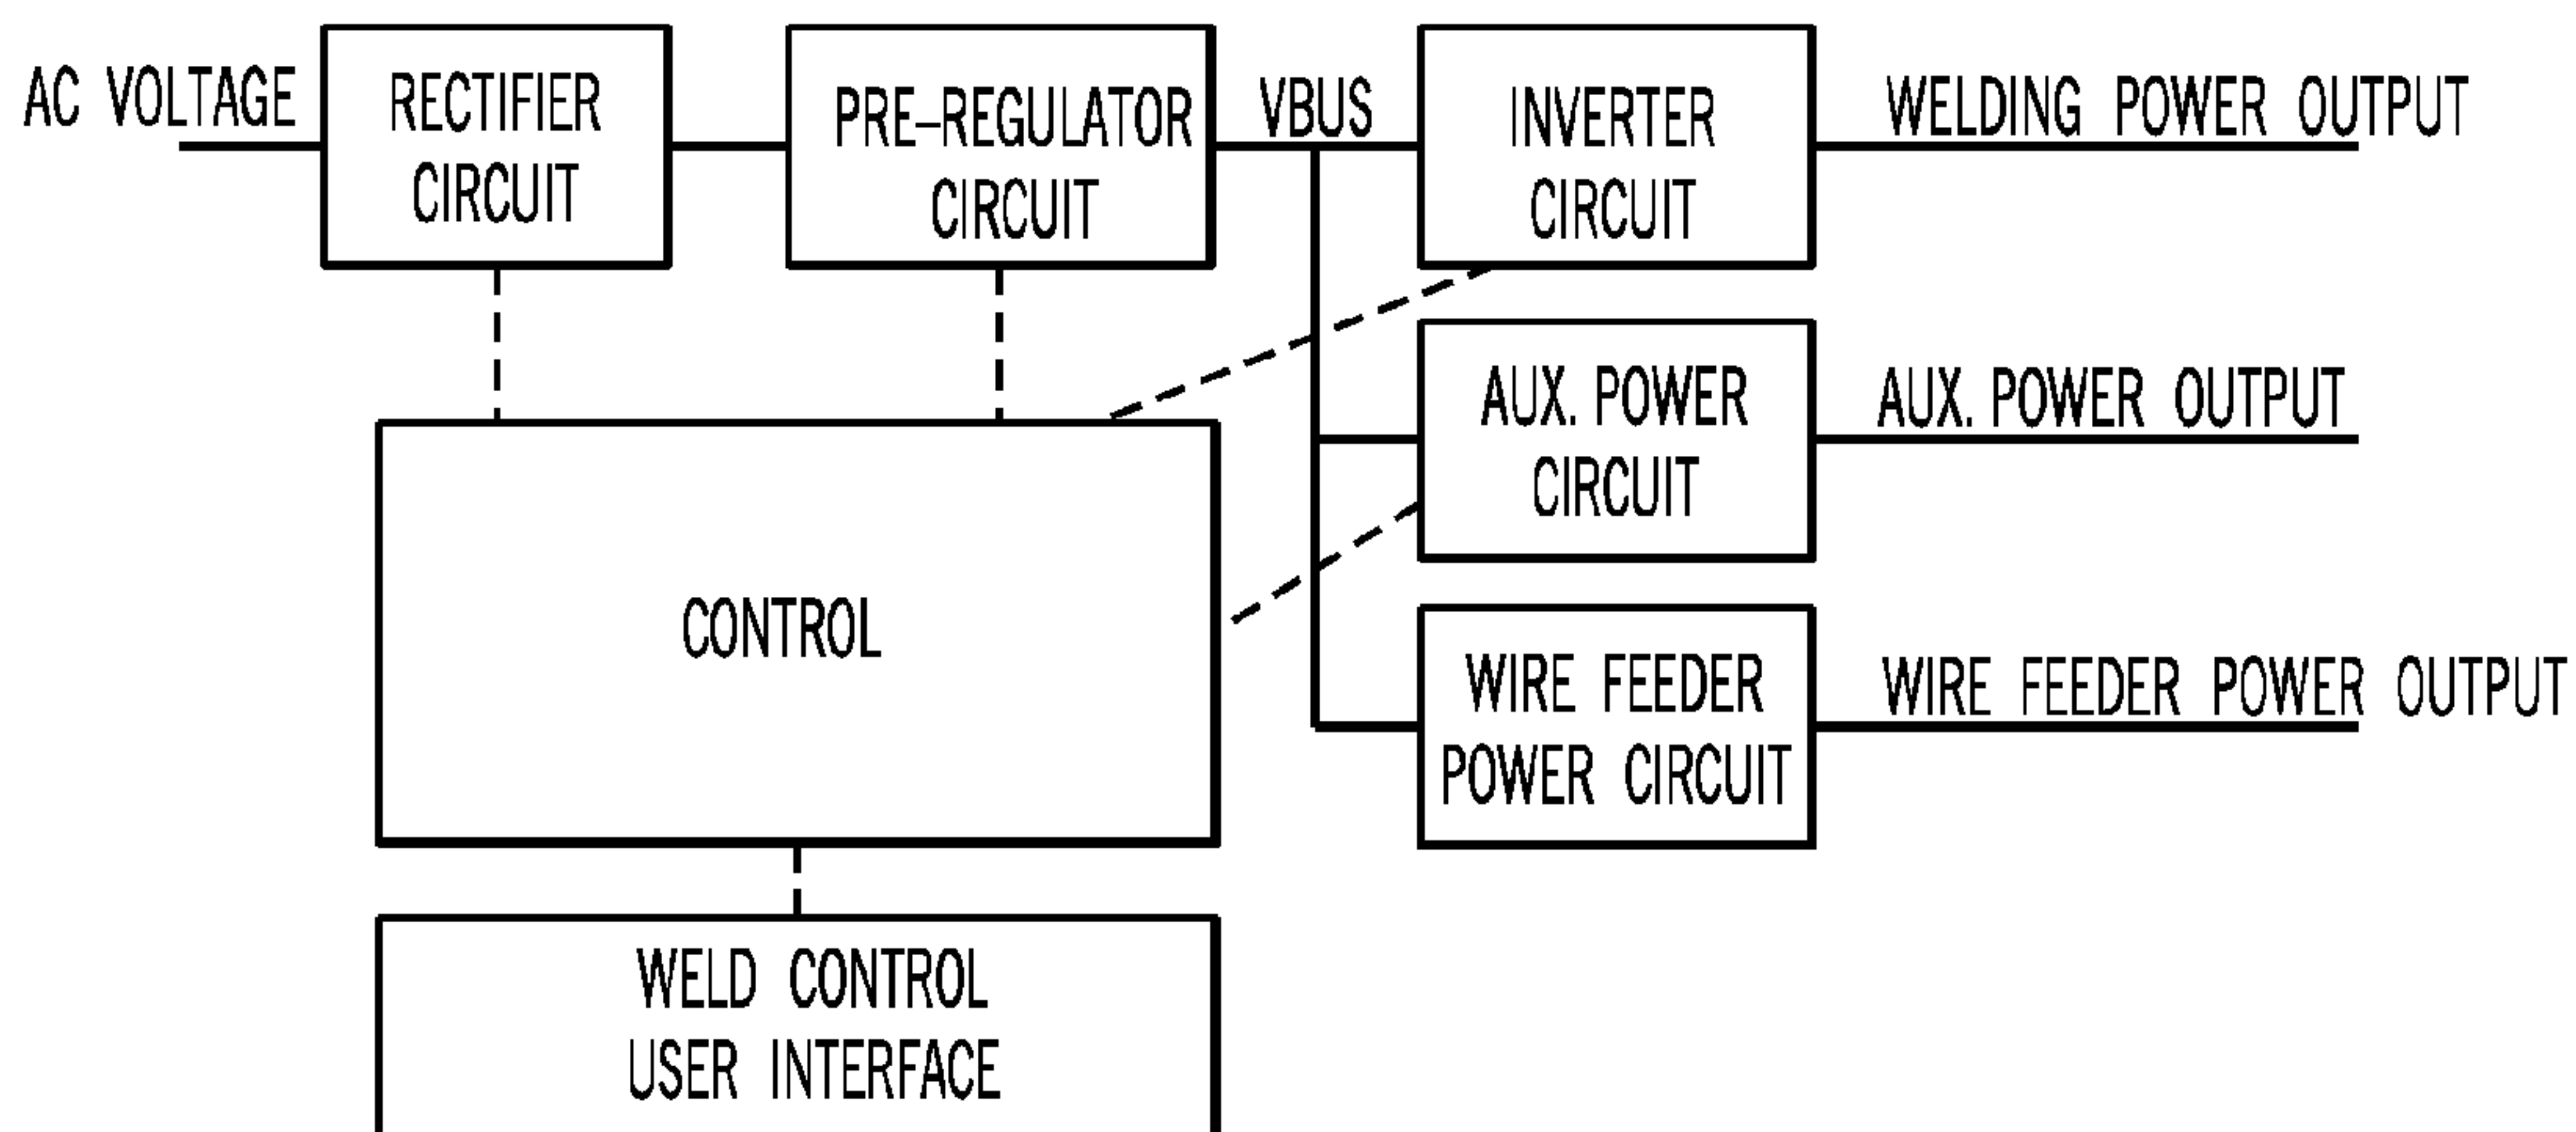 AC VOLTAGE
RECTIFIER
CIRCUIT
PRE–REGULATOR
CIRCUIT
VBUS
INVERTER
CIRCUIT
WELDING POWER OUTPUT
AUX. POWER
CIRCUIT
AUX. POWER OUTPUT
CONTROL
WIRE FEEDER
POWER CIRCUIT
WIRE FEEDER POWER OUTPUT
WELD CONTROL
USER INTERFACE